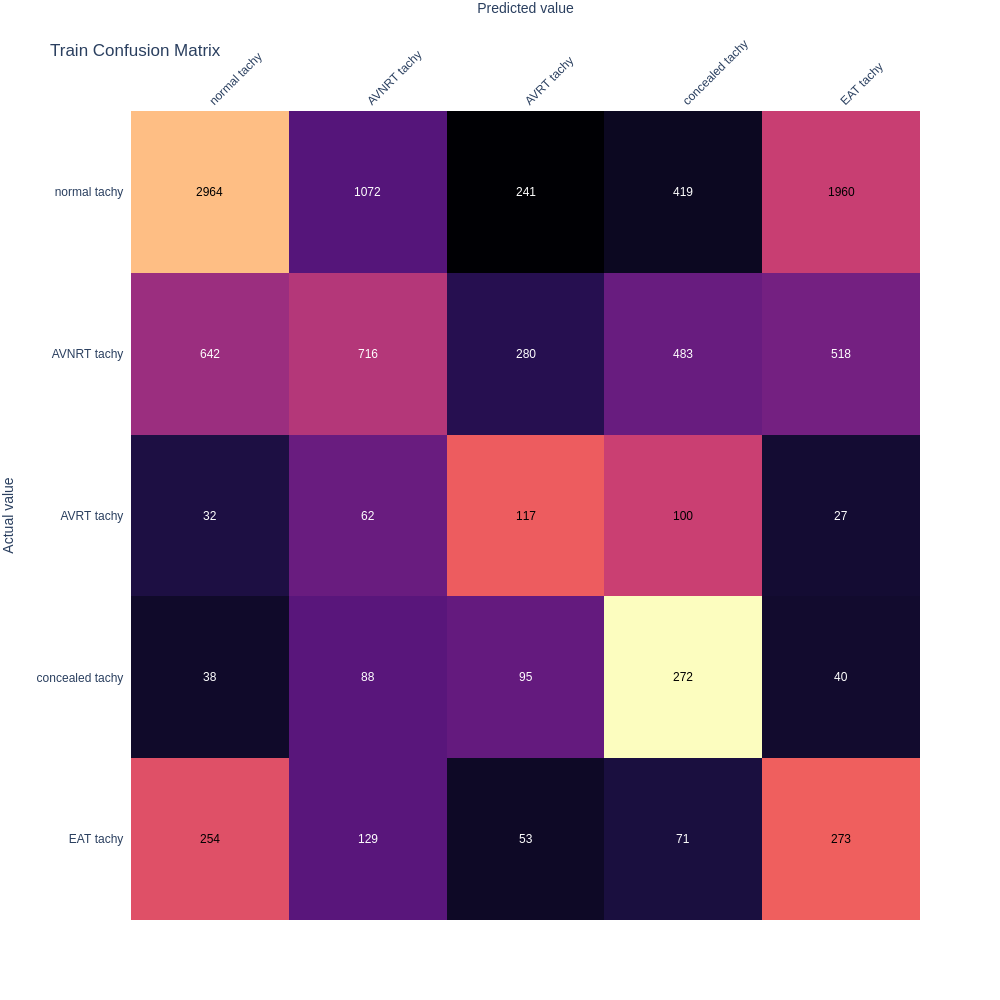 Predicted value
Train Confusion Matrix
normal tachy
AVNRT tachy
AVRT tachy
concealed tachy
EAT tachy
normal tachy 2964 1072 241 419 1960
AVNRT tachy 642 716 280 483 518
Actual value
AVRT tachy 32 62 117 100 27
concealed tachy 38 88 95 272 40
EAT tachy 254 129 53 71 273